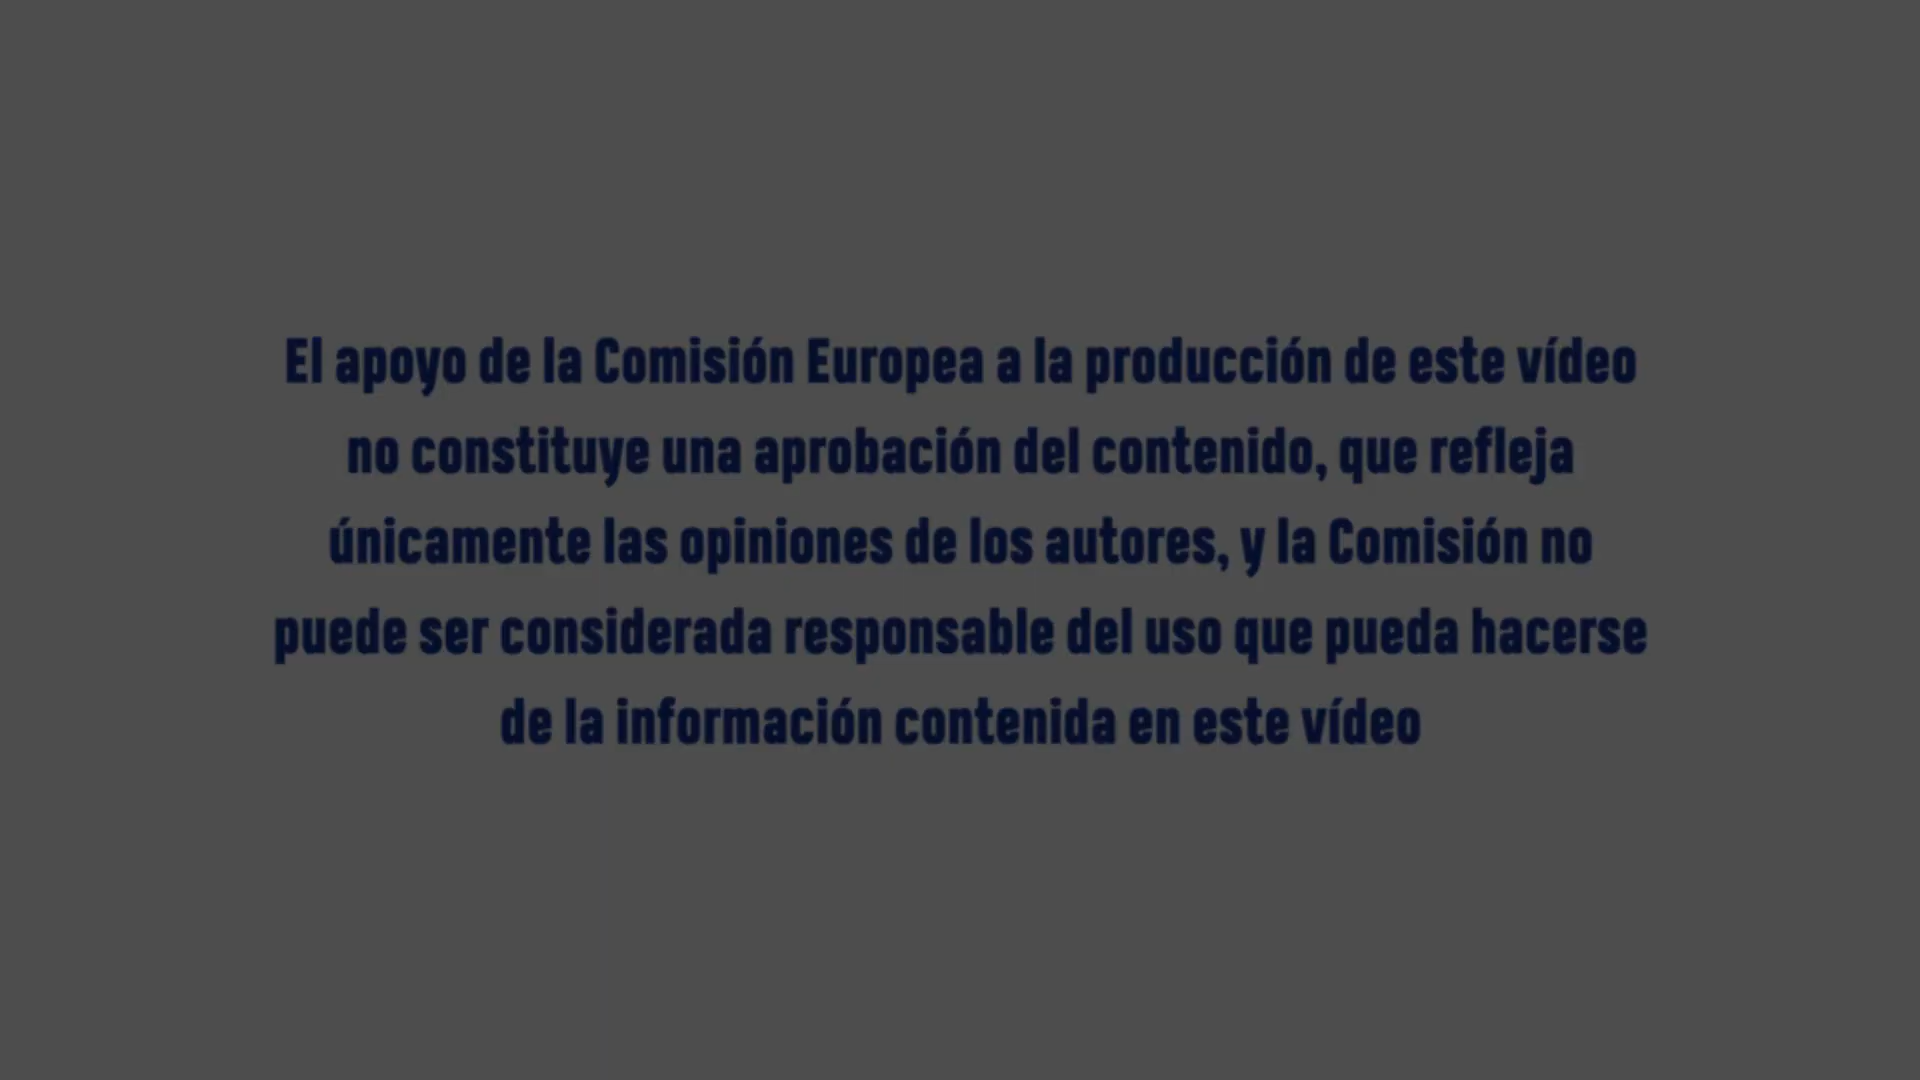 El apoyo de la Comisión Europea a la producción de este vídeo
no constituye una aprobación del contenido, que refleja
únicamente las opiniones de los autores, y la Comisión no
puede ser considerada responsable del uso que pueda hacerse
de la información contenida en este vídeo